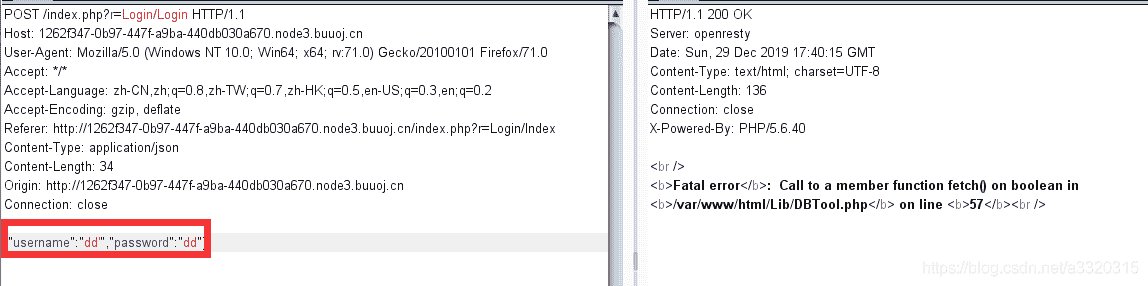 POST /index.php?r=Login/Login HTTP/1.1
Host: 1262f347-0b97-447f-a9ba-440db030a670.node3.buuoj.cn
User-Agent: Mozilla/5.0 (Windows NT 10.0; Win64; x64; rv:71.0) Gecko/20100101 Firefox/71.0
Accept: */*
Accept-Language: zh-CN,zh;q=0.8,zh-TW;q=0.7,zh-HK;q=0.5,en-US;q=0.3,en;q=0.2
Accept-Encoding: gzip, deflate
Referer: http://1262f347-0b97-447f-a9ba-440db030a670.node3.buuoj.cn/index.php?r=Login/Index
Content-Type: application/json
Content-Length: 34
Origin: http://1262f347-0b97-447f-a9ba-440db030a670.node3.buuoj.cn
Connection: close
"username":"dd'","password":"dd"}
HTTP/1.1 200 OK
Server: openresty
Date: Sun, 29 Dec 2019 17:40:15 GMT
Content-Type: text/html; charset=UTF-8
Content-Length: 136
Connection: close
X-Powered-By: PHP/5.6.40
<br />
<b>Fatal error</b>:  Call to a member function fetch() on boolean in
<b>/var/www/html/Lib/DBTool.php</b> on line <b>57</b><br />
https://blog.csdn.net/a3320315